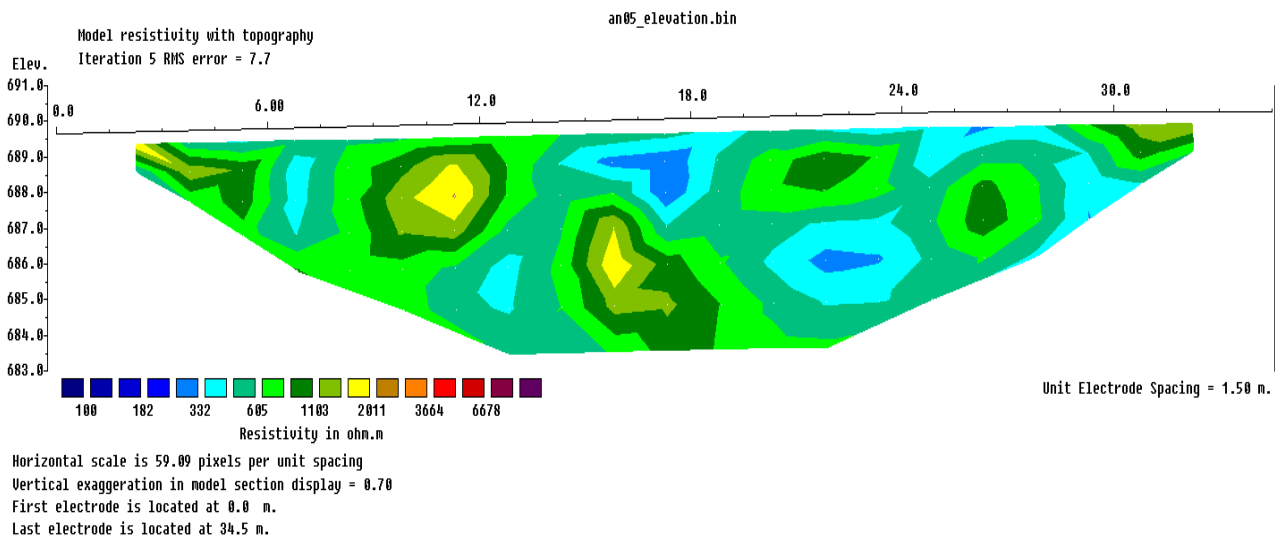 an05_elevation.bin
Model resistivity with topography
Iteration 5 RMS error = 7.7
Elev.
691.0
690.0
689.0
688.0
687.0
686.0
685.0
684.0
683.0
0.0 6.00 12.0 18.0 24.0 30.0
100 182 332 605 1103 2011 3664 6678
Resistivity in ohm.m
Unit Electrode Spacing = 1.50 m.
Horizontal scale is 59.09 pixels per unit spacing
Vertical exaggeration in model section display = 0.70
First electrode is located at 0.0 m.
Last electrode is located at 34.5 m.